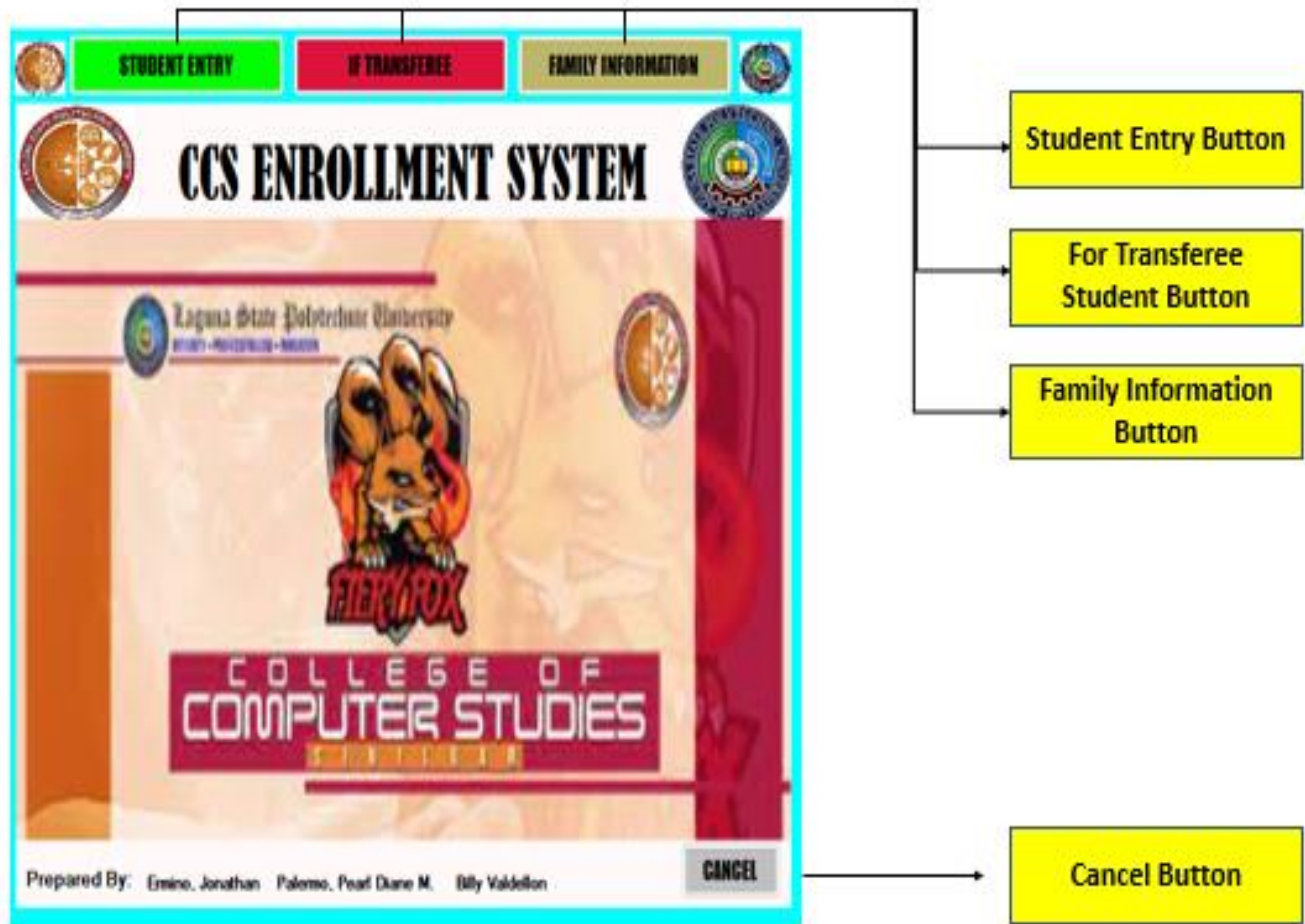 STUDENT ENTRY
IF TRANSFEREE
FAMILY INFORMATION
CCS ENROLLMENT SYSTEM
Student Entry Button
For Transferee
Student Button
Family Information
Button
Laguna State Polytechnic University
FIERY FOX
COLLEGE OF
COMPUTER STUDIES
Prepared By: Ermino, Jonathan Palermo, Pearl Diane M. Billy Valdellon
CANCEL
Cancel Button